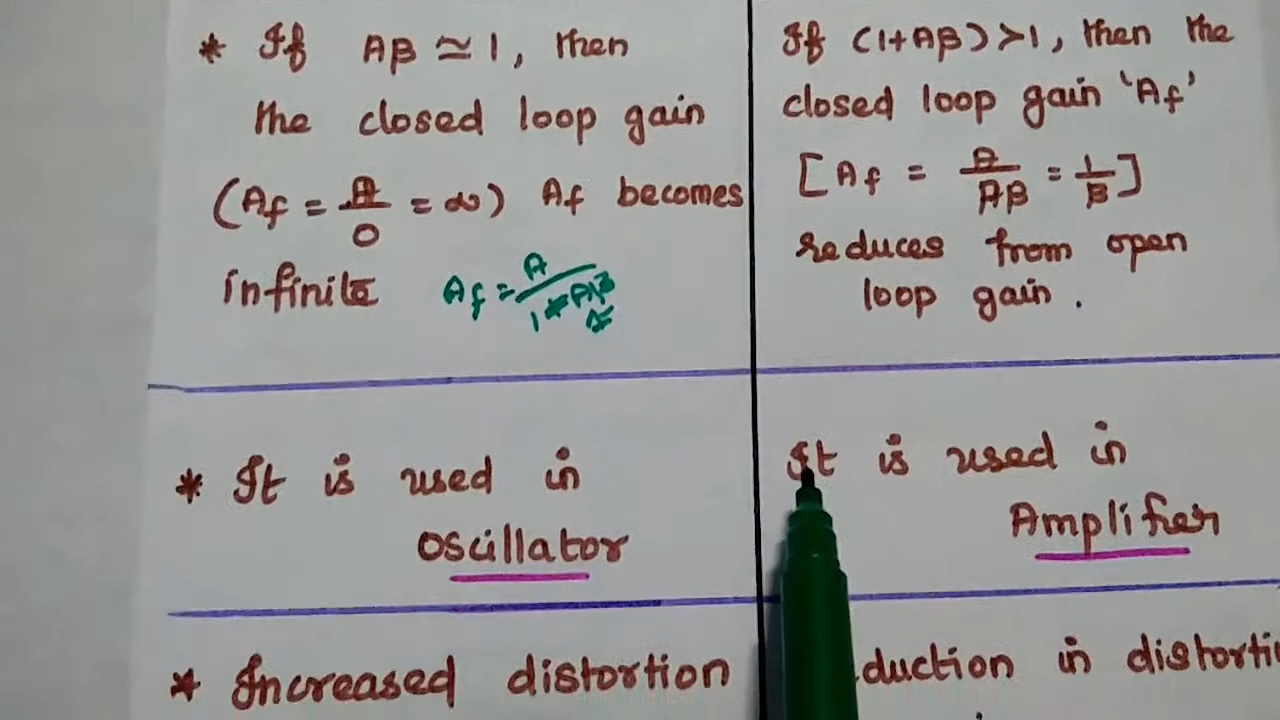 * If Aβ ≃ 1, then
the closed loop gain
(Af = A/0 = ∞) Af becomes
infinite
Af = A/1-Aβ
* It is used in
Oscillator
* Increased distortion
If (1+Aβ)>1, then the
closed loop gain 'Af'
[Af = A/Aβ = 1/β]
reduces from open
loop gain.
It is used in
Amplifier
duction in distorti